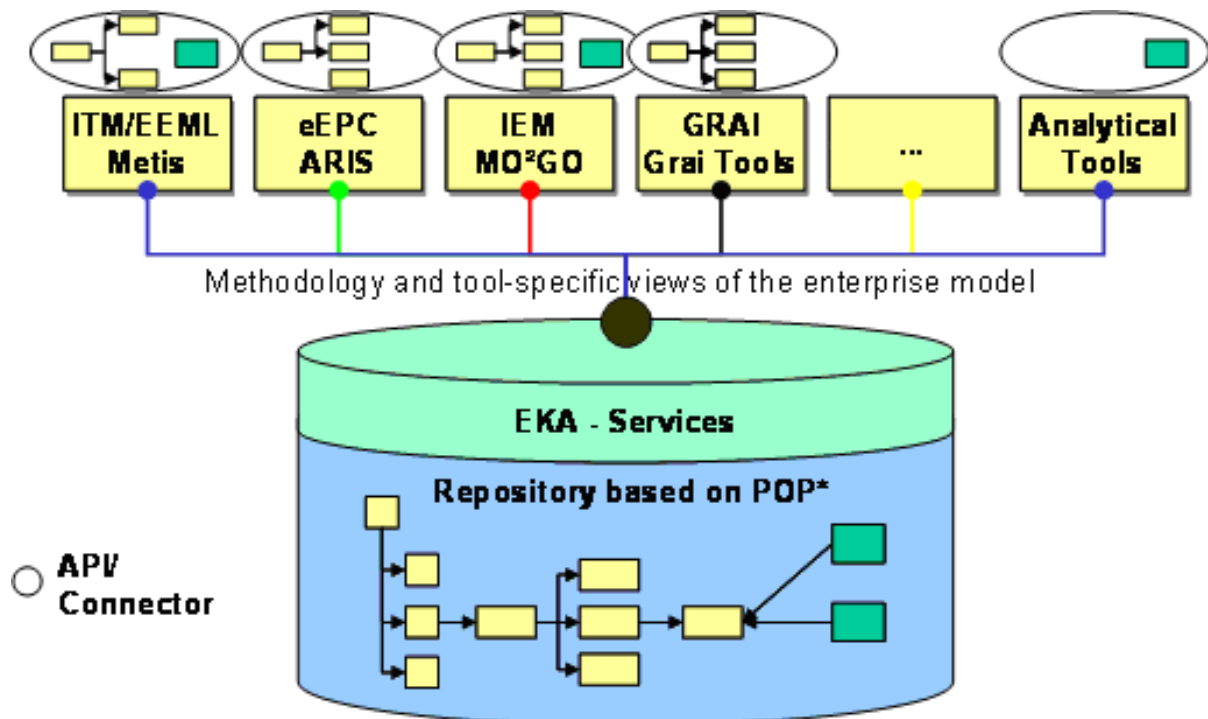 ITM/EEML
Metis
eEPC
ARIS
IEM
MO²GO
GRAI
Grai Tools
...
Analytical
Tools
Methodology and tool-specific views of the enterprise model
EKA - Services
Repository based on POP*
API/
Connector